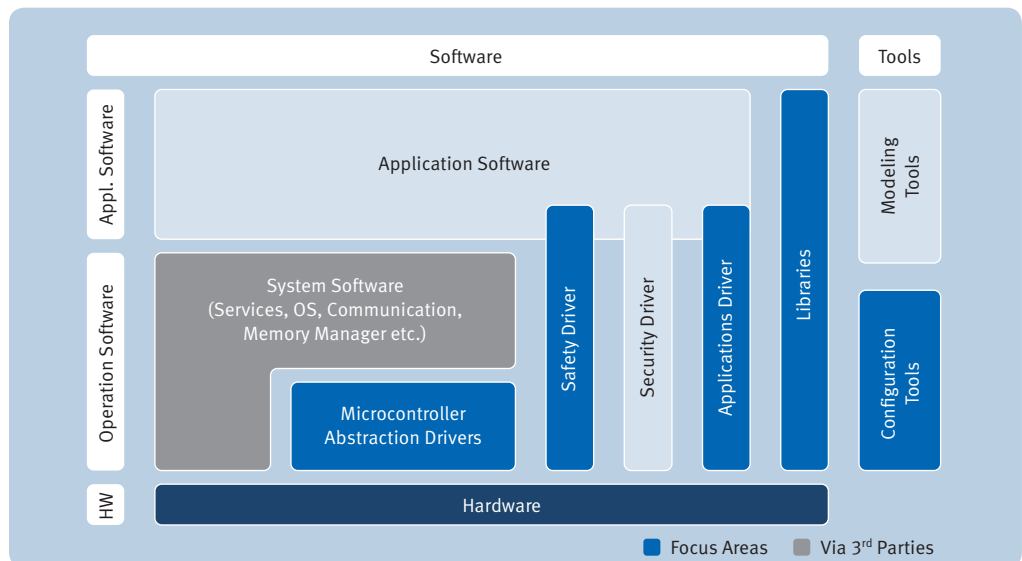 Software
Tools
Appl. Software
Application Software
Modeling
Tools
Operation Software
System Software
(Services, OS, Communication,
Memory Manager etc.)
Microcontroller
Abstraction Drivers
Safety Driver
Security Driver
Applications Driver
Libraries
Configuration
Tools
HW
Hardware
Focus Areas
Via 3rd Parties